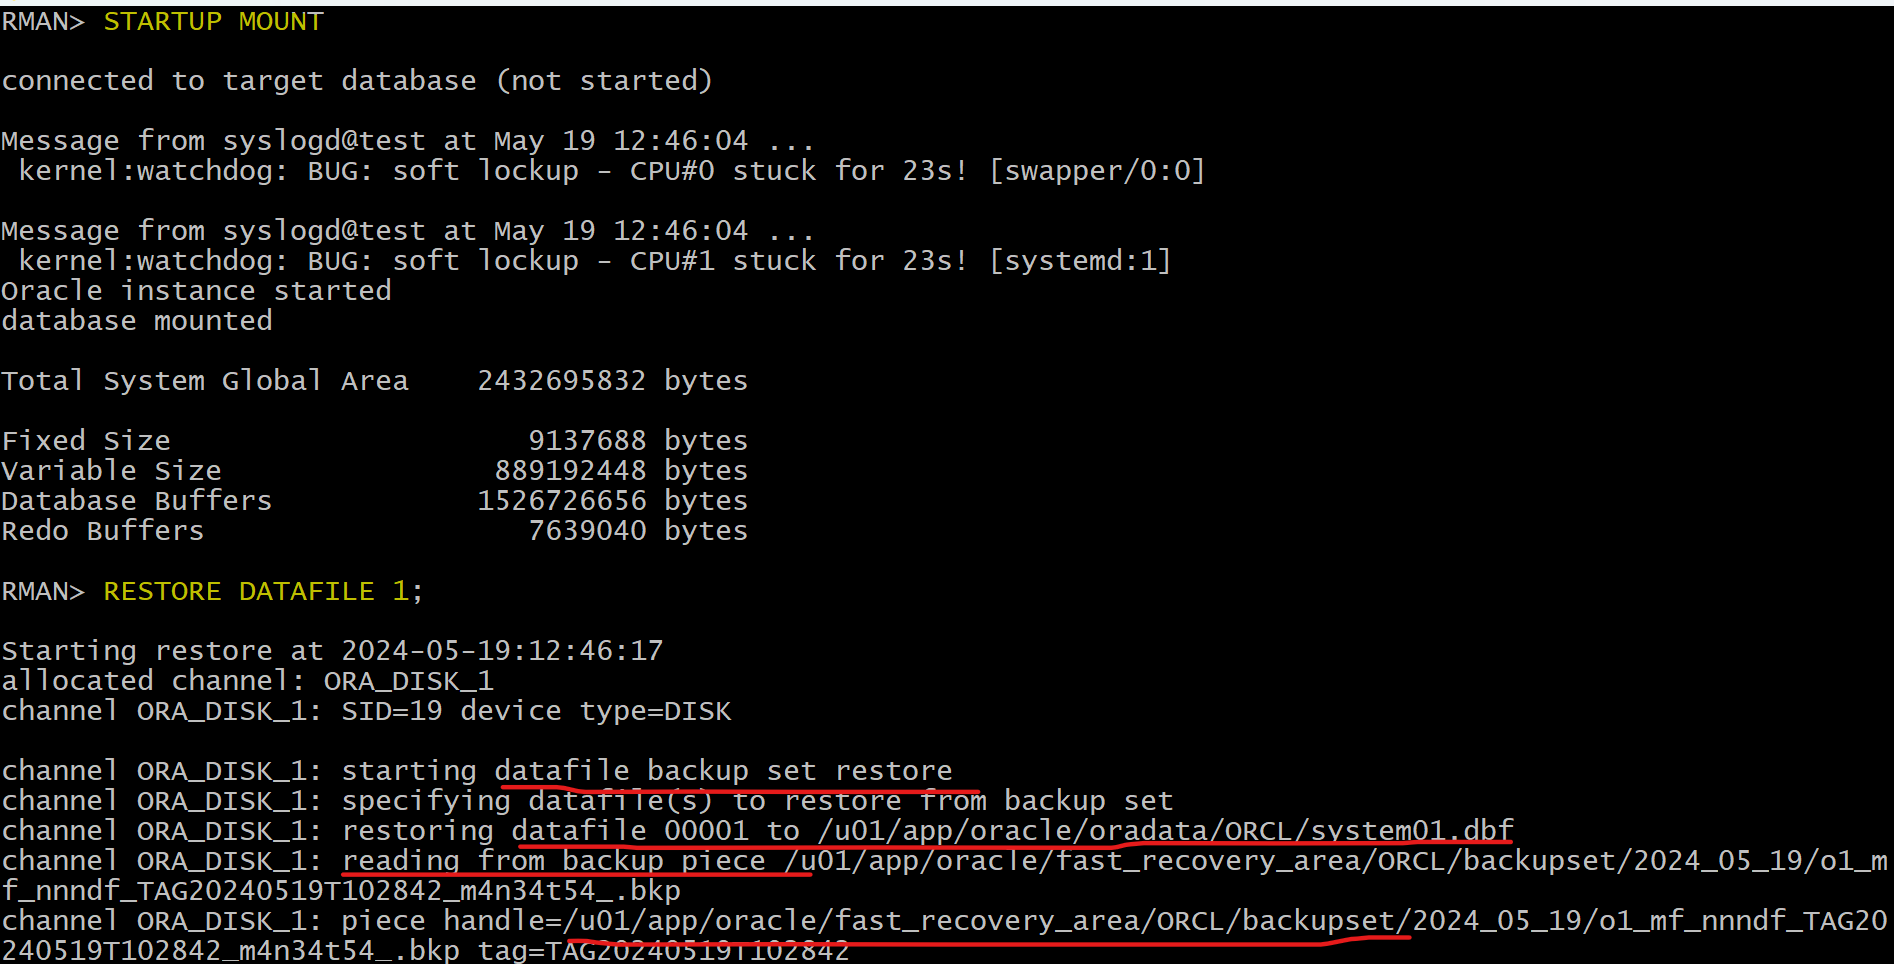 RMAN> STARTUP MOUNT
connected to target database (not started)
Message from syslogd@test at May 19 12:46:04 ...
 kernel:watchdog: BUG: soft lockup - CPU#0 stuck for 23s! [swapper/0:0]
Message from syslogd@test at May 19 12:46:04 ...
 kernel:watchdog: BUG: soft lockup - CPU#1 stuck for 23s! [systemd:1]
Oracle instance started
database mounted
Total System Global Area    2432695832 bytes
Fixed Size                     9137688 bytes
Variable Size                889192448 bytes
Database Buffers            1526726656 bytes
Redo Buffers                   7639040 bytes
RMAN> RESTORE DATAFILE 1;
Starting restore at 2024-05-19:12:46:17
allocated channel: ORA_DISK_1
channel ORA_DISK_1: SID=19 device type=DISK
channel ORA_DISK_1: starting datafile backup set restore
channel ORA_DISK_1: specifying datafile(s) to restore from backup set
channel ORA_DISK_1: restoring datafile 00001 to /u01/app/oracle/oradata/ORCL/system01.dbf
channel ORA_DISK_1: reading from backup piece /u01/app/oracle/fast_recovery_area/ORCL/backupset/2024_05_19/o1_m
f_nnndf_TAG20240519T102842_m4n34t54_.bkp
channel ORA_DISK_1: piece handle=/u01/app/oracle/fast_recovery_area/ORCL/backupset/2024_05_19/o1_mf_nnndf_TAG20
240519T102842_m4n34t54_.bkp tag=TAG20240519T102842